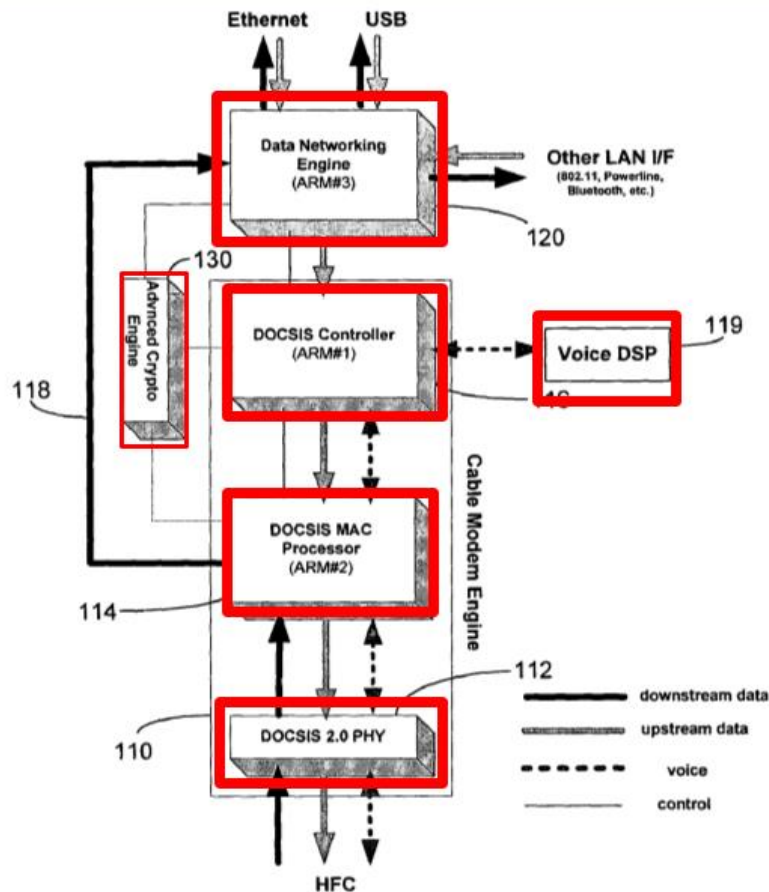 Ethernet
USB
Data Networking
Engine
(ARM#3)
Other LAN I/F
(802.11, Powerline,
Bluetooth, etc.)
120
130
Advnced Crypto
Engine
DOCSIS Controller
(ARM#1)
Voice DSP
119
118
DOCSIS MAC
Processor
(ARM#2)
Cable Modem Engine
114
112
110
DOCSIS 2.0 PHY
downstream data
upstream data
voice
control
HFC